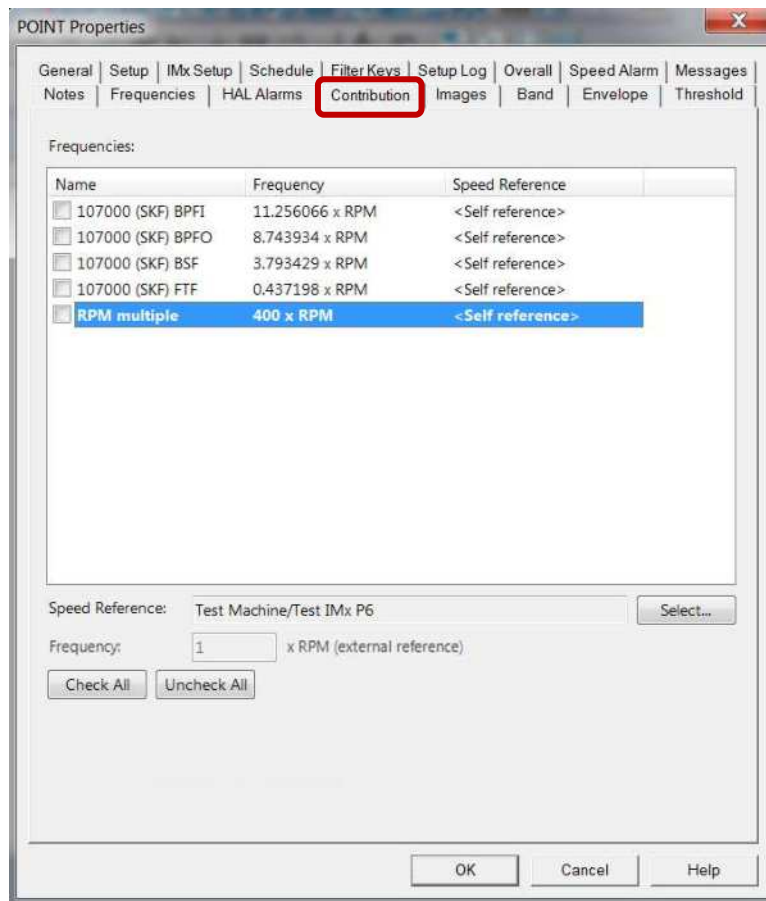 POINT Properties
X
General Setup IMx Setup Schedule Filter Keys Setup Log Overall Speed Alarm Messages
Notes Frequencies HAL Alarms Contribution Images Band Envelope Threshold
Frequencies:
Name Frequency Speed Reference
107000 (SKF) BPFI 11.256066 x RPM <Self reference>
107000 (SKF) BPFO 8.743934 x RPM <Self reference>
107000 (SKF) BSF 3.793429 x RPM <Self reference>
107000 (SKF) FTF 0.437198 x RPM <Self reference>
RPM multiple 400 x RPM <Self reference>
Speed Reference: Test Machine/Test IMx P6 Select...
Frequency: 1 x RPM (external reference)
Check All Uncheck All
OK Cancel Help